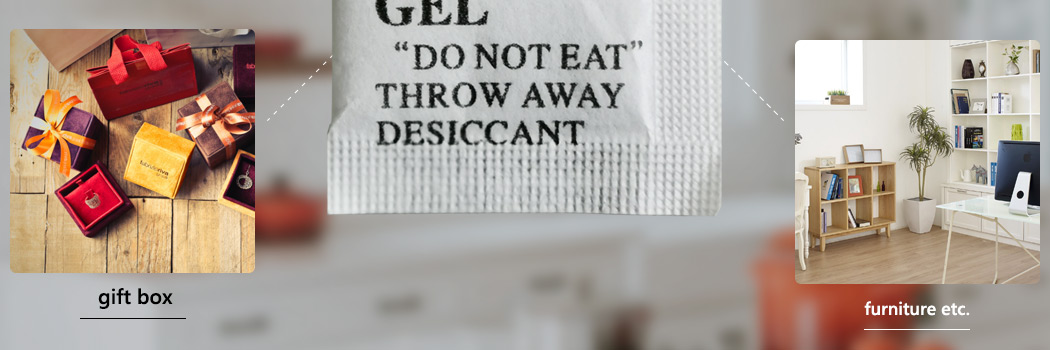 GEL
“DO NOT EAT”
THROW AWAY
DESICCANT
gift box
furniture etc.